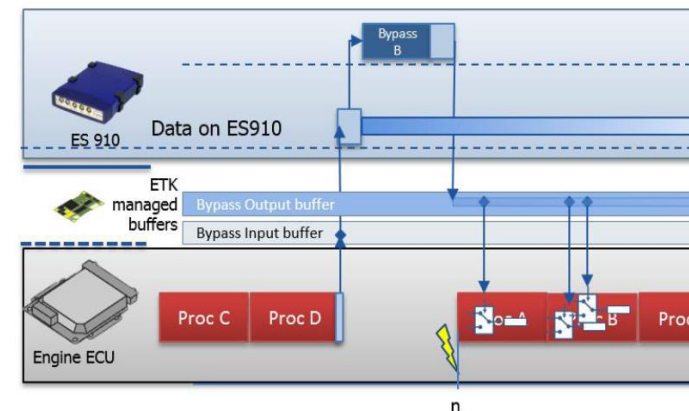 Bypass
B
ES 910
Data on ES910
ETK
managed
buffers
Bypass Output buffer
Bypass Input buffer
Proc C
Proc D
Proc
Engine ECU
n